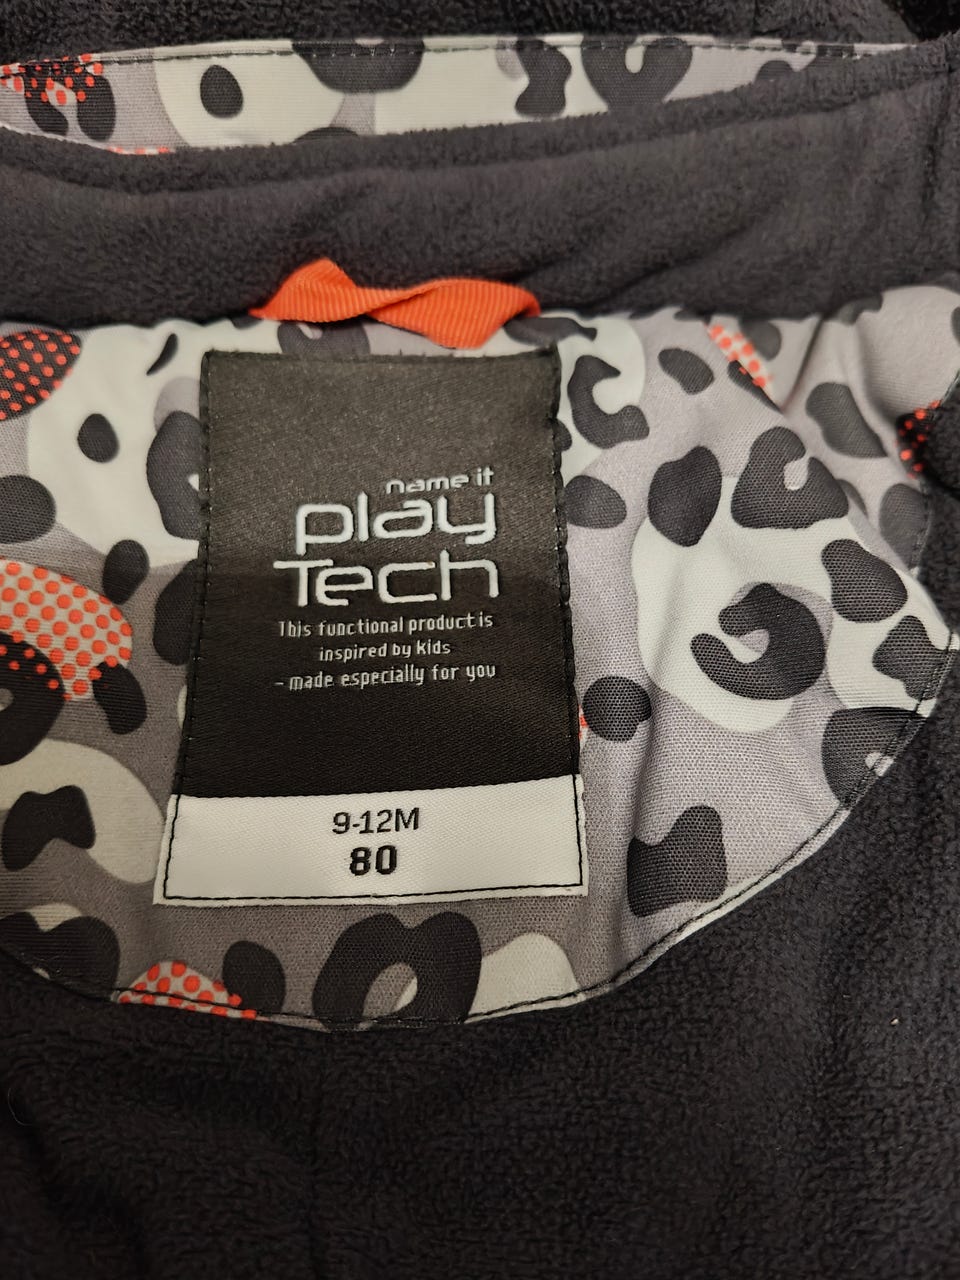 name it
play
Tech
This functional product is
inspired by kids
- made especially for you
9-12M
80